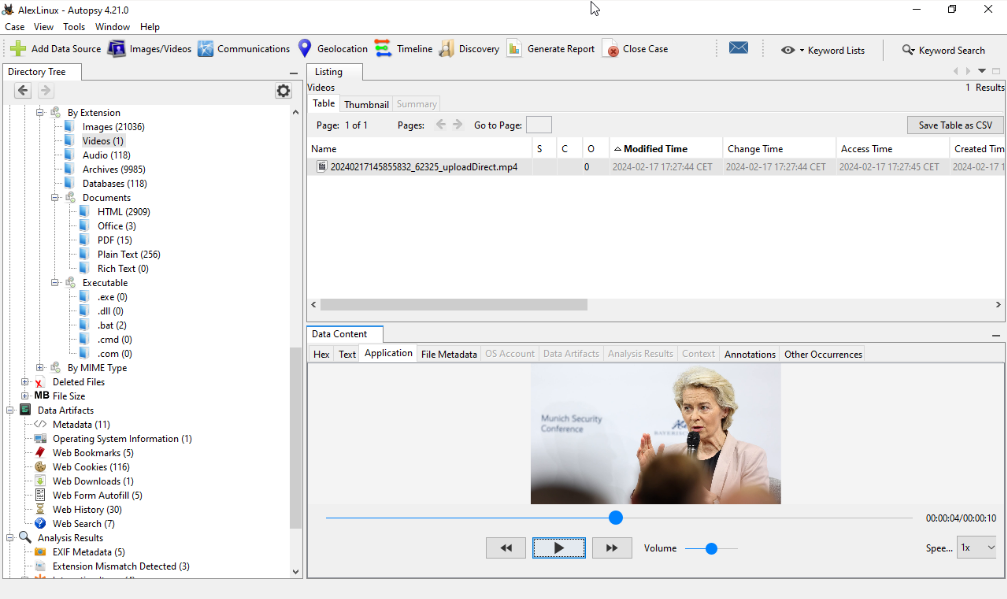 AlexLinux - Autopsy 4.21.0
Case View Tools Window Help
Add Data Source Images/Videos Communications Geolocation Timeline Discovery Generate Report Close Case Keyword Lists Keyword Search
Directory Tree
By Extension
Images (21036)
Videos (1)
Audio (118)
Archives (9985)
Databases (118)
Documents
HTML (2909)
Office (3)
PDF (15)
Plain Text (256)
Rich Text (0)
Executable
.exe (0)
.dll (0)
.bat (2)
.cmd (0)
.com (0)
By MIME Type
Deleted Files
MB File Size
Data Artifacts
Metadata (11)
Operating System Information (1)
Web Bookmarks (5)
Web Cookies (116)
Web Downloads (1)
Web Form Autofill (5)
Web History (30)
Web Search (7)
Analysis Results
EXIF Metadata (5)
Extension Mismatch Detected (3)
Listing
Videos
1 Results
Table Thumbnail Summary
Page: 1 of 1 Pages: Go to Page: Save Table as CSV
Name S C O Modified Time Change Time Access Time Created Tim
20240217145855832_62325_uploadDirect.mp4 0 2024-02-17 17:27:44 CET 2024-02-17 17:27:44 CET 2024-02-17 17:27:45 CET 2024-02-17 1
Data Content
Hex Text Application File Metadata OS Account Data Artifacts Analysis Results Context Annotations Other Occurrences
Munich Security
Conference
00:00:04/00:00:10
Volume
Spee... 1x